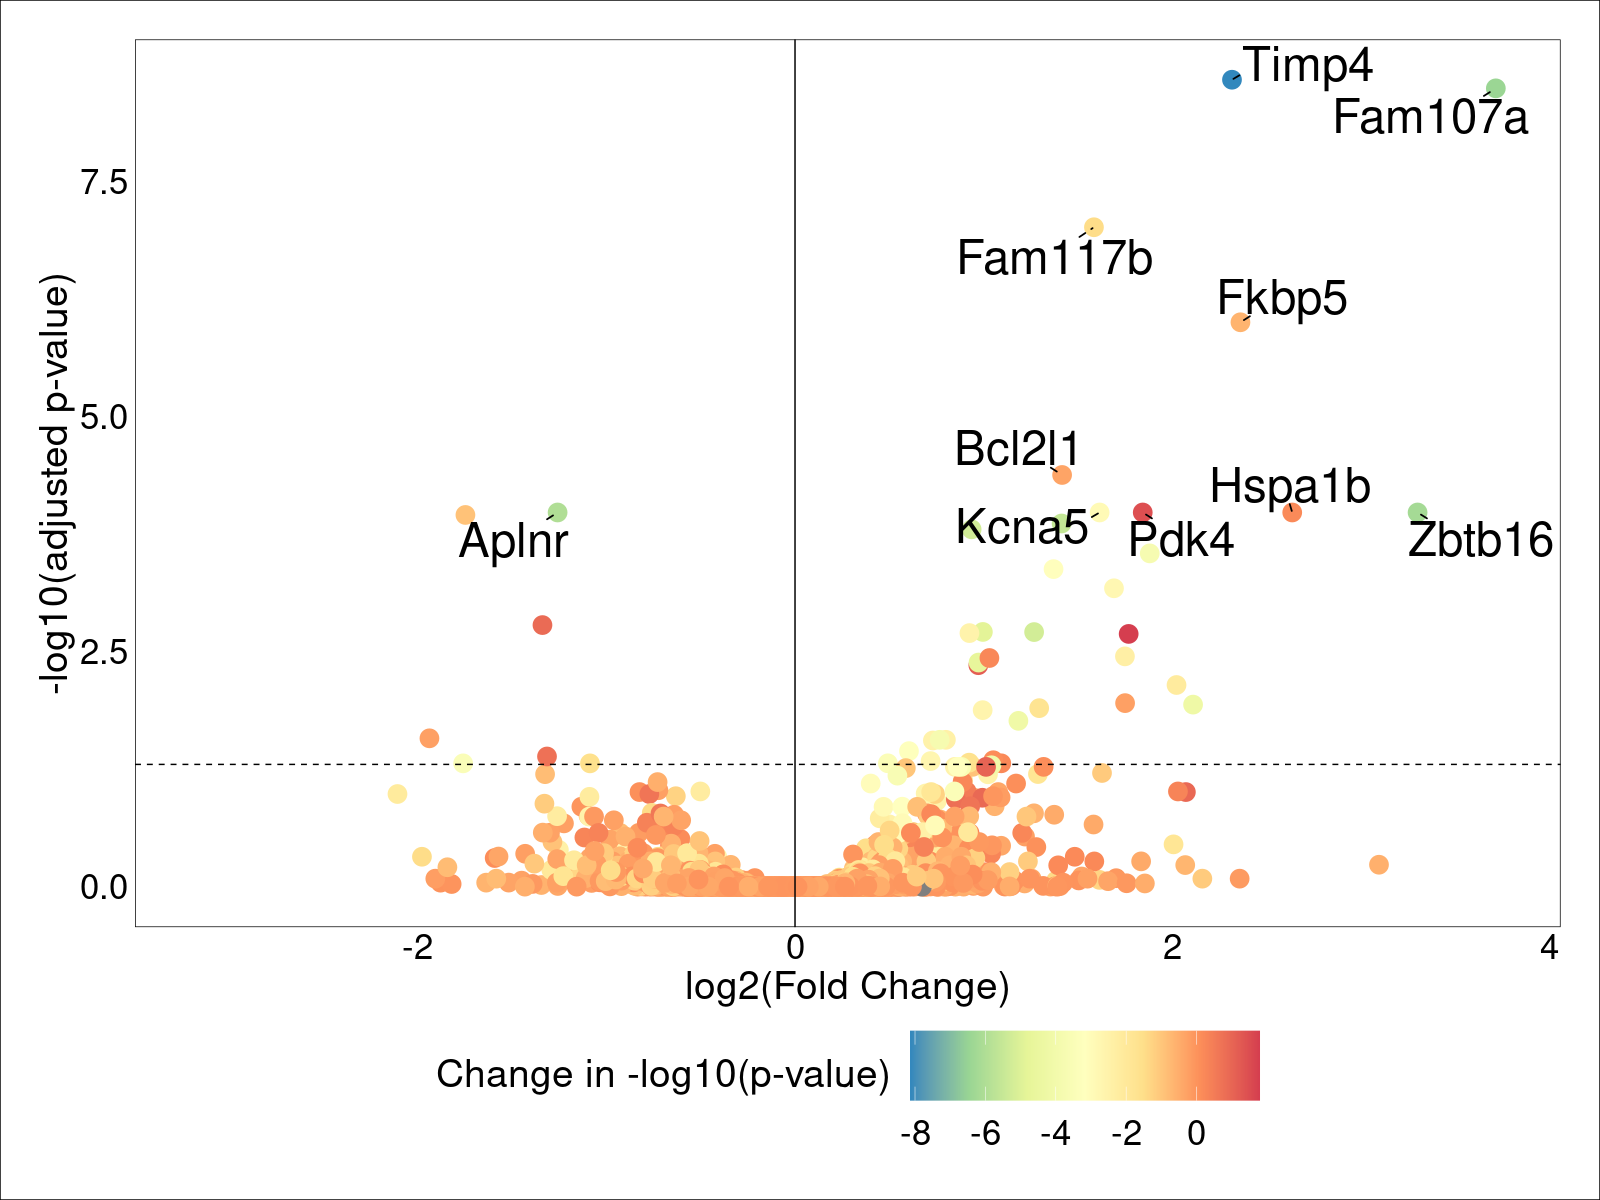 Timp4
Fam107a
7.5
Fam117b
Fkbp5
5.0
Bcl2l1
Hspa1b
Kcna5
Pdk4
Zbtb16
Aplnr
2.5
0.0
-log10(adjusted p-value)
-2 0 2 4
log2(Fold Change)
Change in -log10(p-value)
-8 -6 -4 -2 0